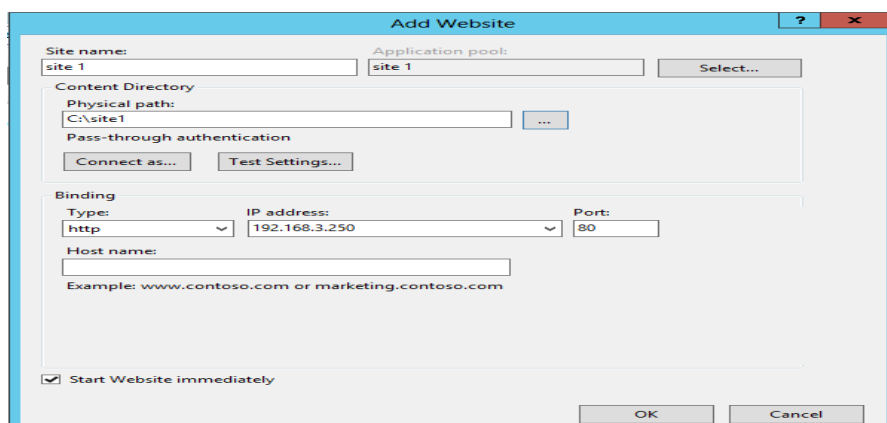 Add Website
?
x
Site name:
Application pool:
site 1
site 1
Select...
Content Directory
Physical path:
C:\site1
...
Pass-through authentication
Connect as...
Test Settings...
Binding
Type:
IP address:
Port:
http
192.168.3.250
80
Host name:
Example: www.contoso.com or marketing.contoso.com
Start Website immediately
OK
Cancel